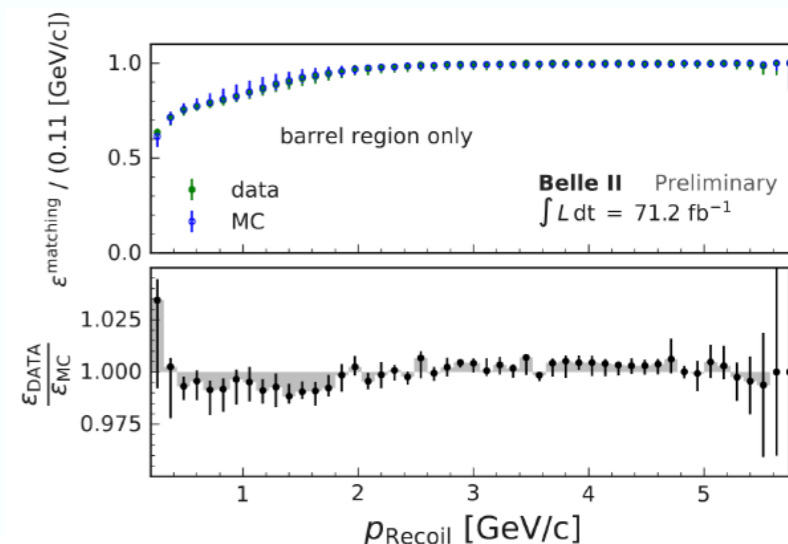 ε^matching / (0.11 [GeV/c])
1.0
0.5
0.0
barrel region only
data
MC
Belle II Preliminary
∫ L dt = 71.2 fb⁻¹
ε_DATA
ε_MC
1.025
1.000
0.975
1 2 3 4 5
p_Recoil [GeV/c]